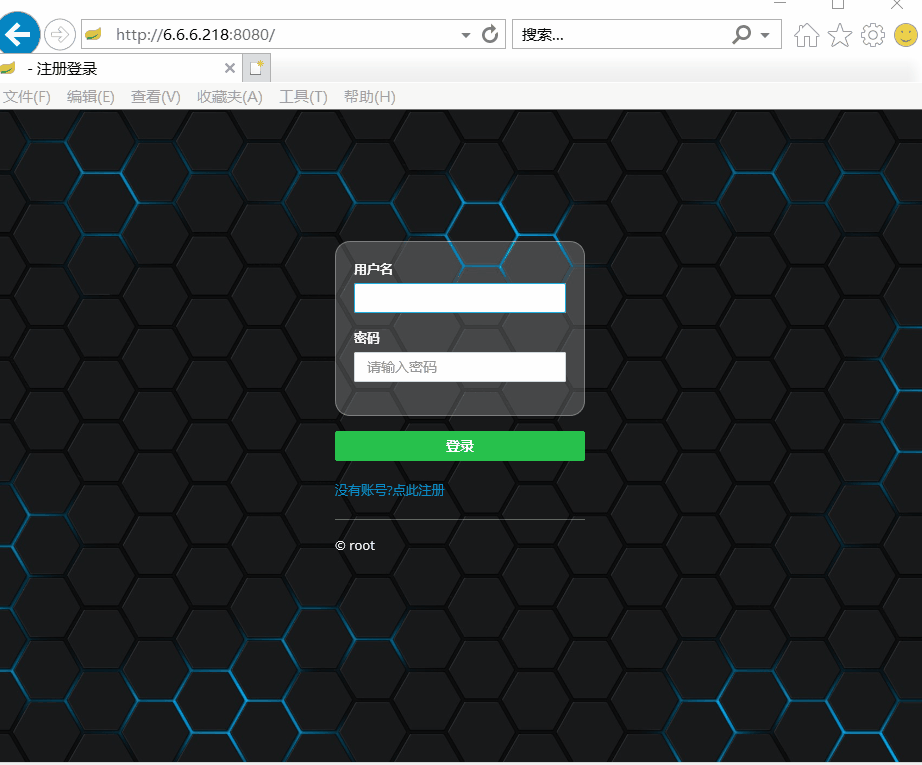 http://6.6.6.218:8080/
搜索...
- 注册登录
文件(F) 编辑(E) 查看(V) 收藏夹(A) 工具(T) 帮助(H)
用户名
密码
请输入密码
登录
没有账号?点此注册
© root